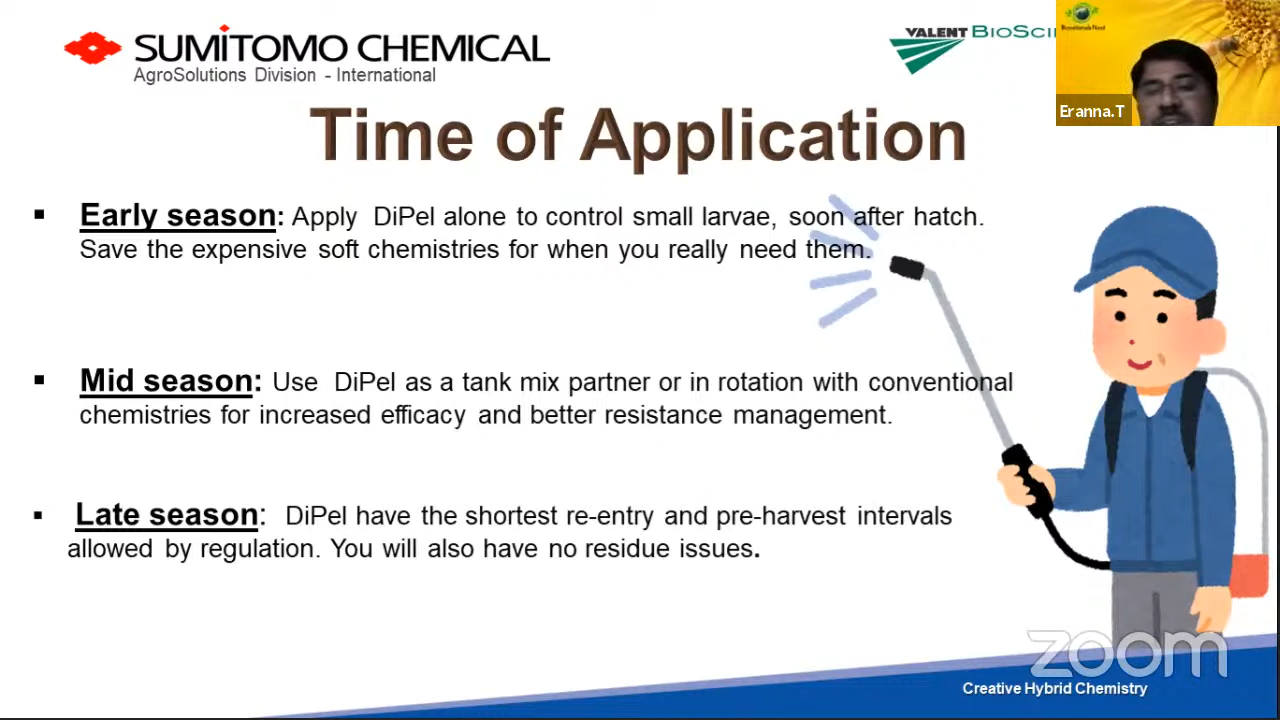 SUMITOMO CHEMICAL
AgroSolutions Division - International
VALENT BIOSCI
Eranna.T
Time of Application
▪ Early season: Apply DiPel alone to control small larvae, soon after hatch.
Save the expensive soft chemistries for when you really need them.
▪ Mid season: Use DiPel as a tank mix partner or in rotation with conventional
chemistries for increased efficacy and better resistance management.
▪ Late season: DiPel have the shortest re-entry and pre-harvest intervals
allowed by regulation. You will also have no residue issues.
zoom
Creative Hybrid Chemistry